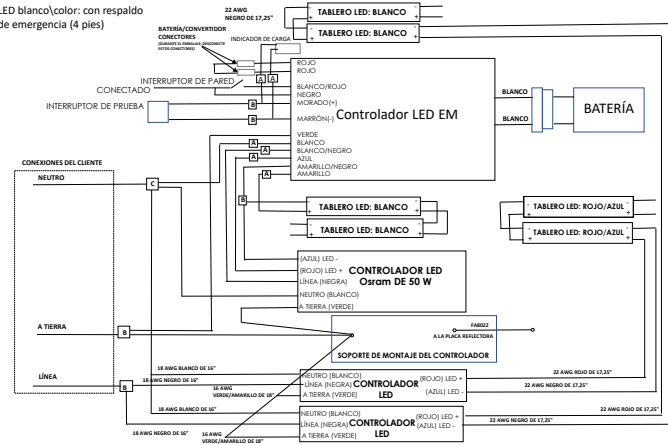 LED blanco\color: con respaldo
de emergencia (4 pies)
22 AWG
NEGRO DE 17,25"
TABLERO LED: BLANCO
TABLERO LED: BLANCO
BATERÍA/CONVERTIDOR
CONECTORES
(DURANTE EL EMBALAJE, DESCONECTE
ESTOS CONECTORES)
INDICADOR DE CARGA
INTERRUPTOR DE PARED
CONECTADO
INTERRUPTOR DE PRUEBA
A
A
B
B
A
A
A
A
B
ROJO
ROJO
BLANCO/ROJO
NEGRO
MORADO(+)
MARRÓN(-)
VERDE
BLANCO
BLANCO/NEGRO
AZUL
AMARILLO/NEGRO
AMARILLO
Controlador LED EM
BLANCO
BLANCO
BATERÍA
CONEXIONES DEL CLIENTE
NEUTRO
C
A TIERRA
B
LÍNEA
B
TABLERO LED: BLANCO
TABLERO LED: BLANCO
TABLERO LED: ROJO/AZUL
TABLERO LED: ROJO/AZUL
(AZUL) LED -
(ROJO) LED +
LÍNEA (NEGRA)
NEUTRO (BLANCO)
A TIERRA (VERDE)
CONTROLADOR LED
Osram DE 50 W
FAB022
A LA PLACA REFLECTORA
SOPORTE DE MONTAJE DEL CONTROLADOR
18 AWG BLANCO DE 16"
18 AWG NEGRO DE 16"
16 AWG
VERDE/AMARILLO DE 18"
NEUTRO (BLANCO)
LÍNEA (NEGRA)
A TIERRA (VERDE)
CONTROLADOR
LED
(ROJO) LED +
(AZUL) LED -
22 AWG ROJO DE 17,25"
22 AWG NEGRO DE 17,25"
18 AWG BLANCO DE 16"
18 AWG NEGRO DE 16"
16 AWG
VERDE/AMARILLO DE 18"
NEUTRO (BLANCO)
LÍNEA (NEGRA)
A TIERRA (VERDE)
CONTROLADOR
LED
(ROJO) LED +
(AZUL) LED -
22 AWG ROJO DE 17,25"
22 AWG NEGRO DE 17,25"